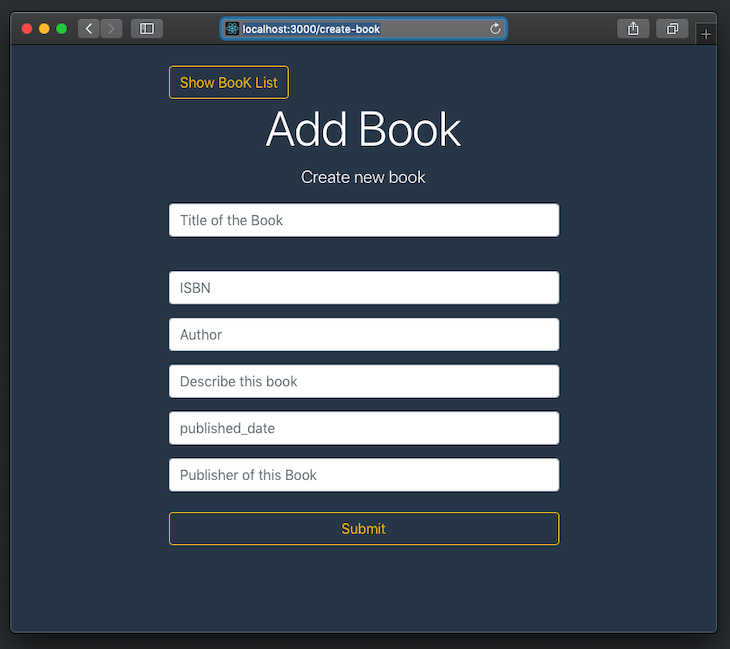 localhost:3000/create-book
Show BooK List
Add Book
Create new book
Title of the Book
ISBN
Author
Describe this book
published_date
Publisher of this Book
Submit